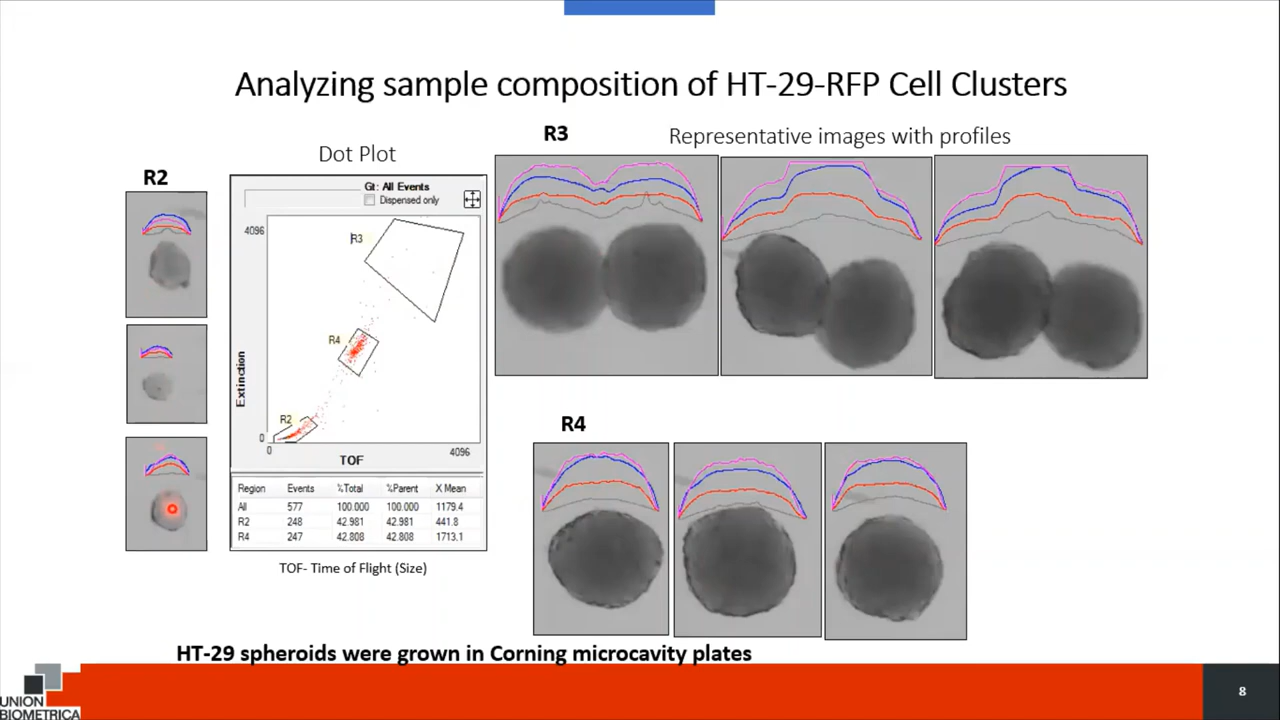 Analyzing sample composition of HT-29-RFP Cell Clusters
R2
Dot Plot
Gt: All Events
Dispensed only
4096
R3
R4
R2
Extinction
0
0
4096
TOF
Region Events %Total %Parent X Mean
All 577 100.000 100.000 1179.4
R2 248 42.981 42.981 441.8
R4 247 42.808 42.808 1713.1
TOF- Time of Flight (Size)
R3
Representative images with profiles
R4
HT-29 spheroids were grown in Corning microcavity plates
UNION
BIOMETRICA
8